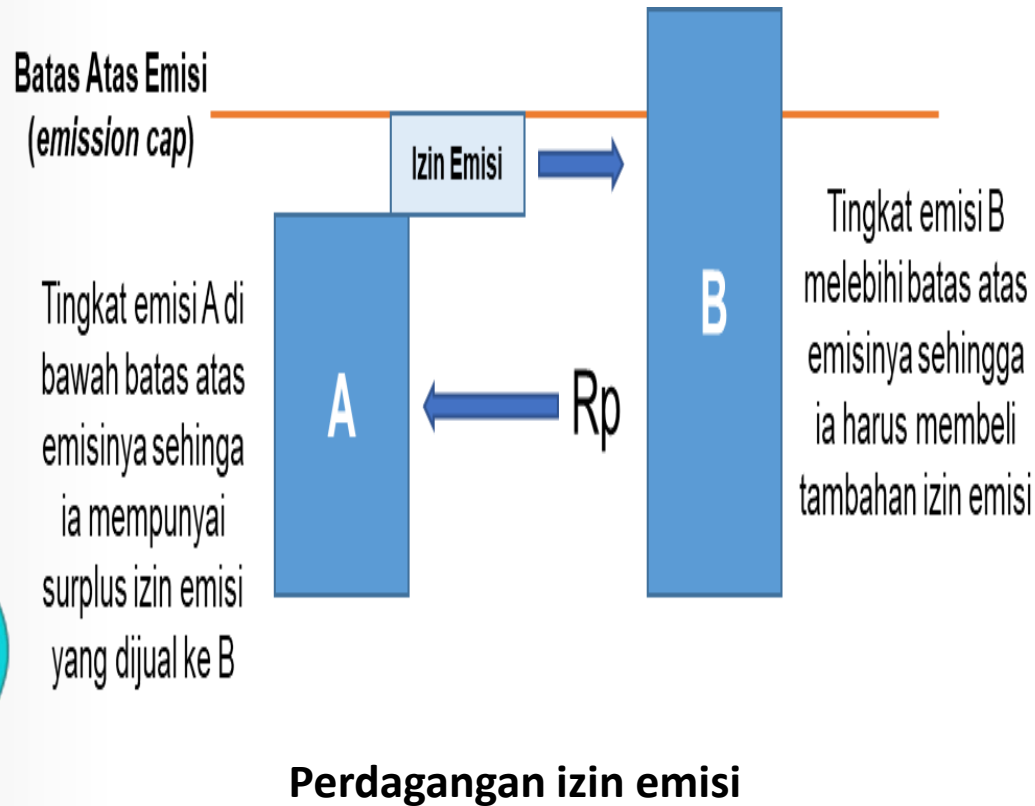 Batas Atas Emisi
(emission cap)
Izin Emisi
Tingkat emisi A di
bawah batas atas
emisinya sehinga
ia mempunyai
surplus izin emisi
yang dijual ke B
A
Rp
B
Tingkat emisi B
melebihi batas atas
emisinya sehingga
ia harus membeli
tambahan izin emisi
Perdagangan izin emisi